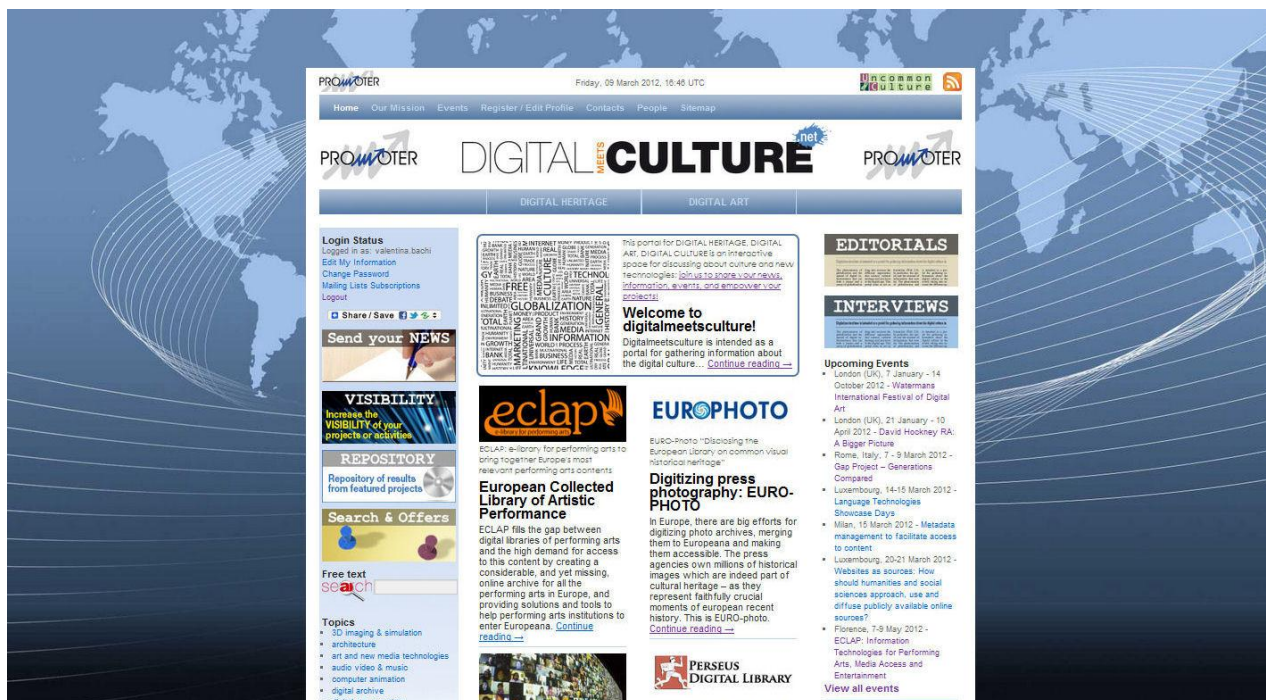 PROMOTER
Friday, 09 March 2012, 16:46 UTC
Uncommon
Culture
Home Our Mission Events Register / Edit Profile Contacts People Sitemap
PROMOTER
DIGITAL MEETS CULTURE .net
PROMOTER
DIGITAL HERITAGE DIGITAL ART
Login Status
Logged in as: valentina.bachi
Edit My Information
Change Password
Mailing Lists Subscriptions
Logout
Share / Save
Send your NEWS
VISIBILITY
Increase the
VISIBILITY of your
projects or activities
REPOSITORY
Repository of results
from featured projects
Search & Offers
Free text
search
Topics
3D imaging & simulation
architecture
art and new media technologies
audio video & music
computer animation
digital archive
INTERNET
FREE
CULTURE
TECHNOL
GLOBALIZATION
GENERAL
MARKETING
HISTORY
MEDIA
INFORMATION
BUSINESS
KNOWLEDGE
This portal for DIGITAL HERITAGE, DIGITAL
ART, DIGITAL CULTURE is an interactive
space for discussing about culture and new
technologies: join us to share your news,
information, events, and empower your
projects!
Welcome to
digitalmeetsculture!
Digitalmeetsculture is intended as a
portal for gathering information about
the digital culture… Continue reading →
eclap
e-library for performing arts
ECLAP: e-library for performing arts to
bring together Europe's most
relevant performing arts contents
European Collected
Library of Artistic
Performance
ECLAP fills the gap between
digital libraries of performing arts
and the high demand for access
to this content by creating a
considerable, and yet missing,
online archive for all the
performing arts in Europe, and
providing solutions and tools to
help performing arts institutions to
enter Europeana. Continue
reading →
EUROPHOTO
EURO-Photo "Disclosing the
European Library on common visual
historical heritage"
Digitizing press
photography: EURO-
PHOTO
In Europe, there are big efforts for
digitizing photo archives, merging
them to Europeana and making
them accessible. The press
agencies own millions of historical
images which are indeed part of
cultural heritage – as they
represent faithfully crucial
moments of european recent
history. This is EURO-photo.
Continue reading →
PERSEUS
DIGITAL LIBRARY
EDITORIALS
INTERVIEWS
Upcoming Events
London (UK), 7 January - 14
October 2012 - Watermans
International Festival of Digital
Art
London (UK), 21 January - 10
April 2012 - David Hockney RA:
A Bigger Picture
Rome, Italy, 7 - 9 March 2012 -
Gap Project – Generations
Compared
Luxembourg, 14-15 March 2012 -
Language Technologies
Showcase Days
Milan, 15 March 2012 - Metadata
management to facilitate access
to content
Luxembourg, 20-21 March 2012 -
Websites as sources: How
should humanities and social
sciences approach, use and
diffuse publicly available online
sources?
Florence, 7-9 May 2012 -
ECLAP: Information
Technologies for Performing
Arts, Media Access and
Entertainment
View all events